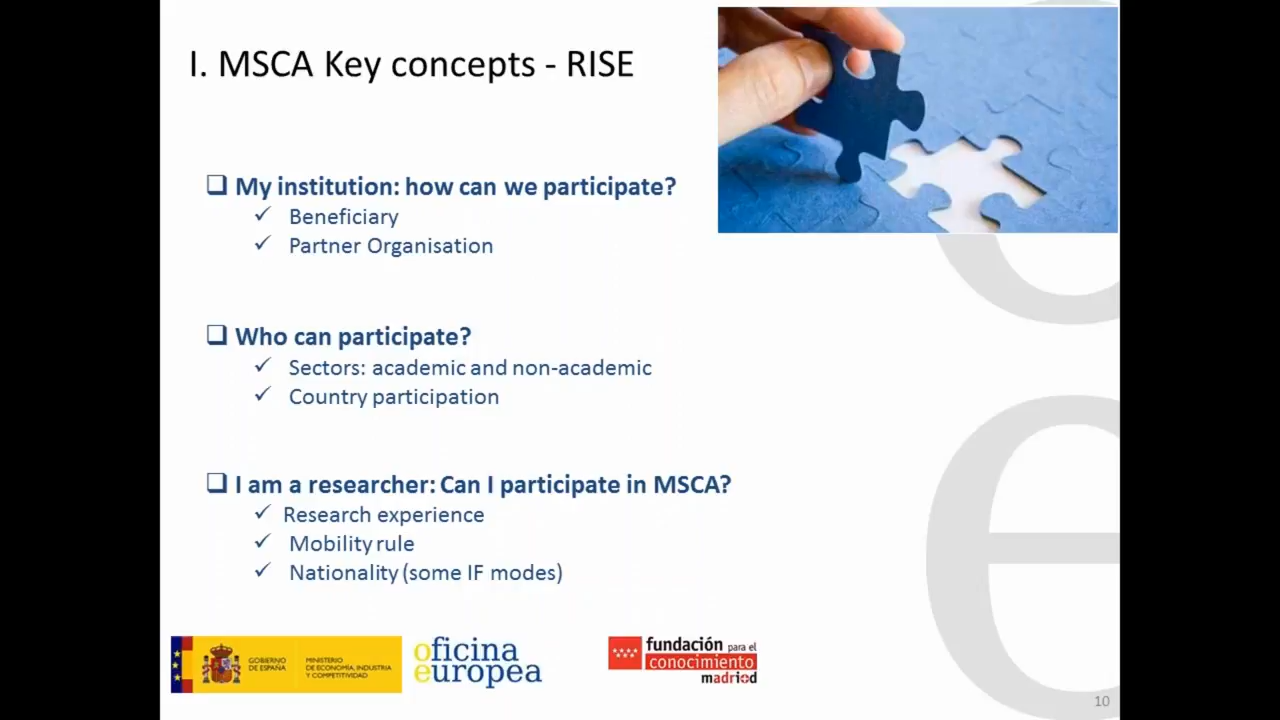 I. MSCA Key concepts - RISE
My institution: how can we participate?
Beneficiary
Partner Organisation
Who can participate?
Sectors: academic and non-academic
Country participation
I am a researcher: Can I participate in MSCA?
Research experience
Mobility rule
Nationality (some IF modes)
GOBIERNO
DE ESPAÑA
MINISTERIO
DE ECONOMÍA, INDUSTRIA
Y COMPETITIVIDAD
oficina
europea
fundación para el
conocimiento
madri+d
10
e